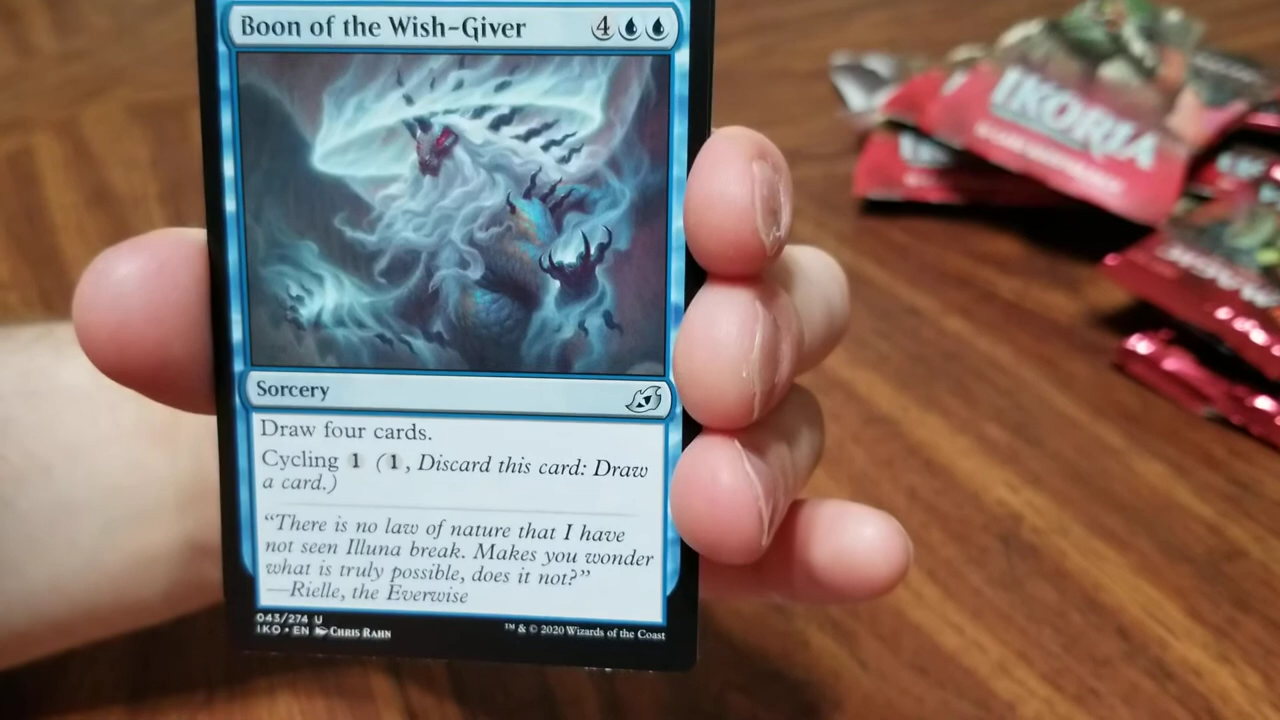 Boon of the Wish-Giver 4
Sorcery
Draw four cards.
Cycling 1 (1, Discard this card: Draw
a card.)
“There is no law of nature that I have
not seen Illuna break. Makes you wonder
what is truly possible, does it not?”
—Rielle, the Everwise
043/274 U
IKO • EN Chris Rahn
™ & © 2020 Wizards of the Coast
IKORIA